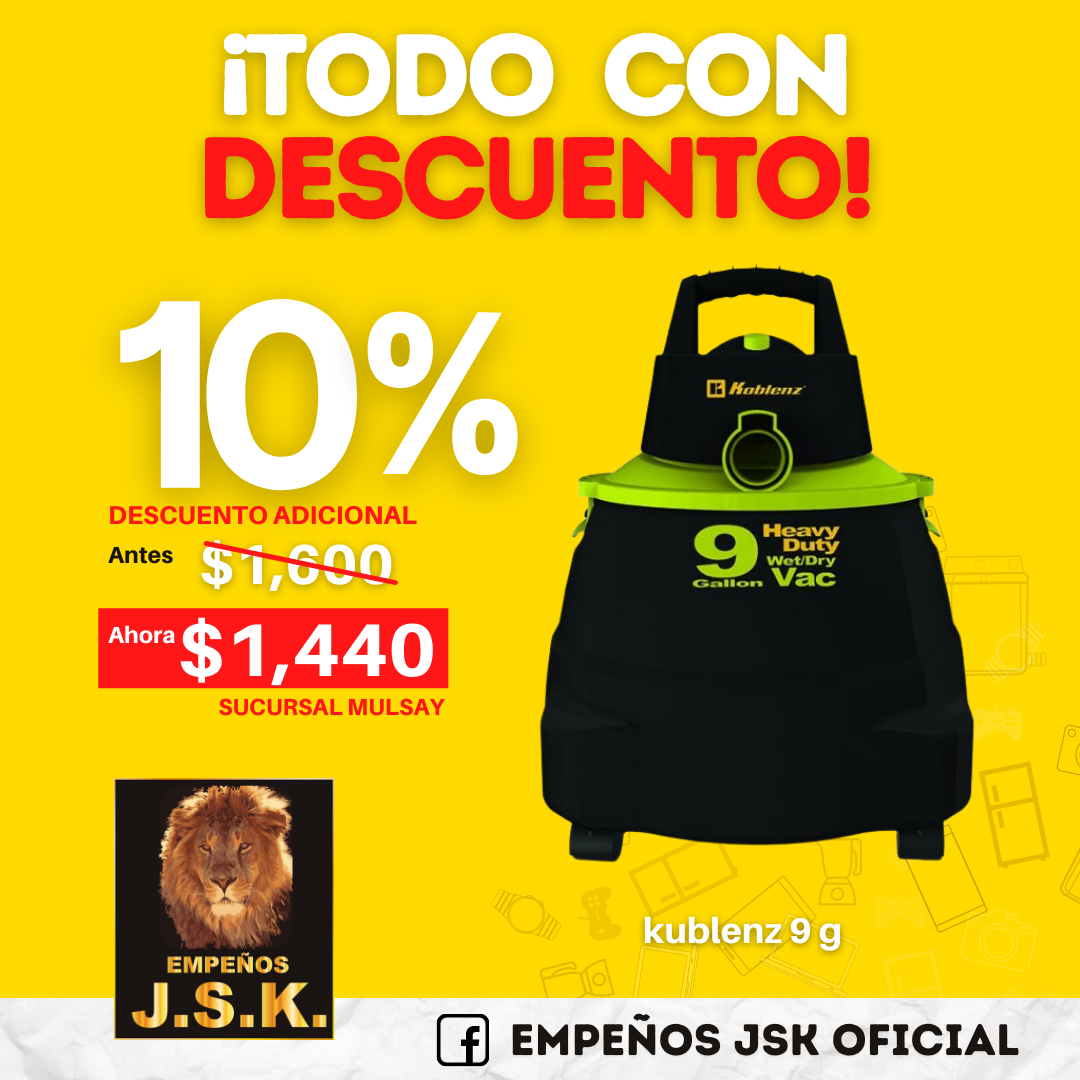 ¡TODO CON
DESCUENTO!
10%
DESCUENTO ADICIONAL
Antes $1,600
Ahora $1,440
SUCURSAL MULSAY
Koblenz
9 Gallon
Heavy
Duty
Wet/Dry
Vac
EMPEÑOS
J.S.K.
kublenz 9 g
EMPEÑOS JSK OFICIAL